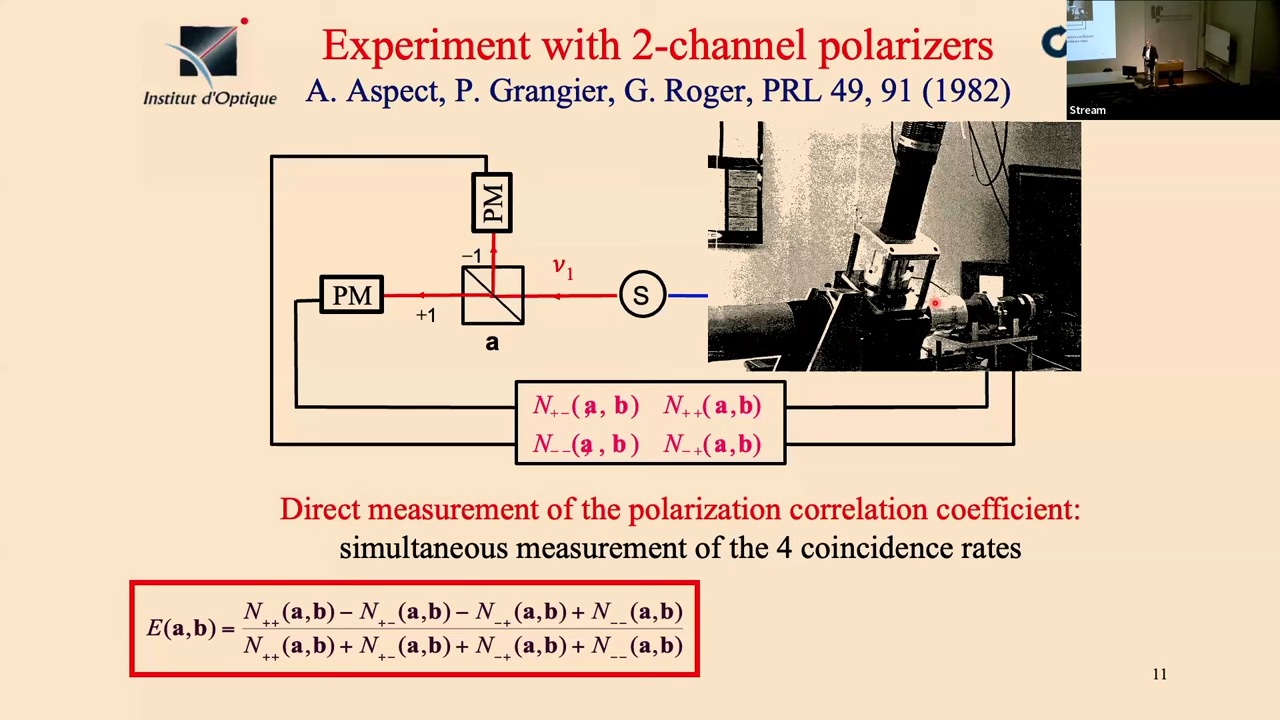 Experiment with 2-channel polarizers
A. Aspect, P. Grangier, G. Roger, PRL 49, 91 (1982)
Institut d'Optique
Stream
PM
−1
ν1
PM
S
+1
a
N+−(a, b) N++(a,b)
N−−(a, b) N−+(a,b)
Direct measurement of the polarization correlation coefficient:
simultaneous measurement of the 4 coincidence rates
E(a,b) = N++(a,b) − N+−(a,b) − N−+(a,b) + N−−(a,b)
N++(a,b) + N+−(a,b) + N−+(a,b) + N−−(a,b)
11